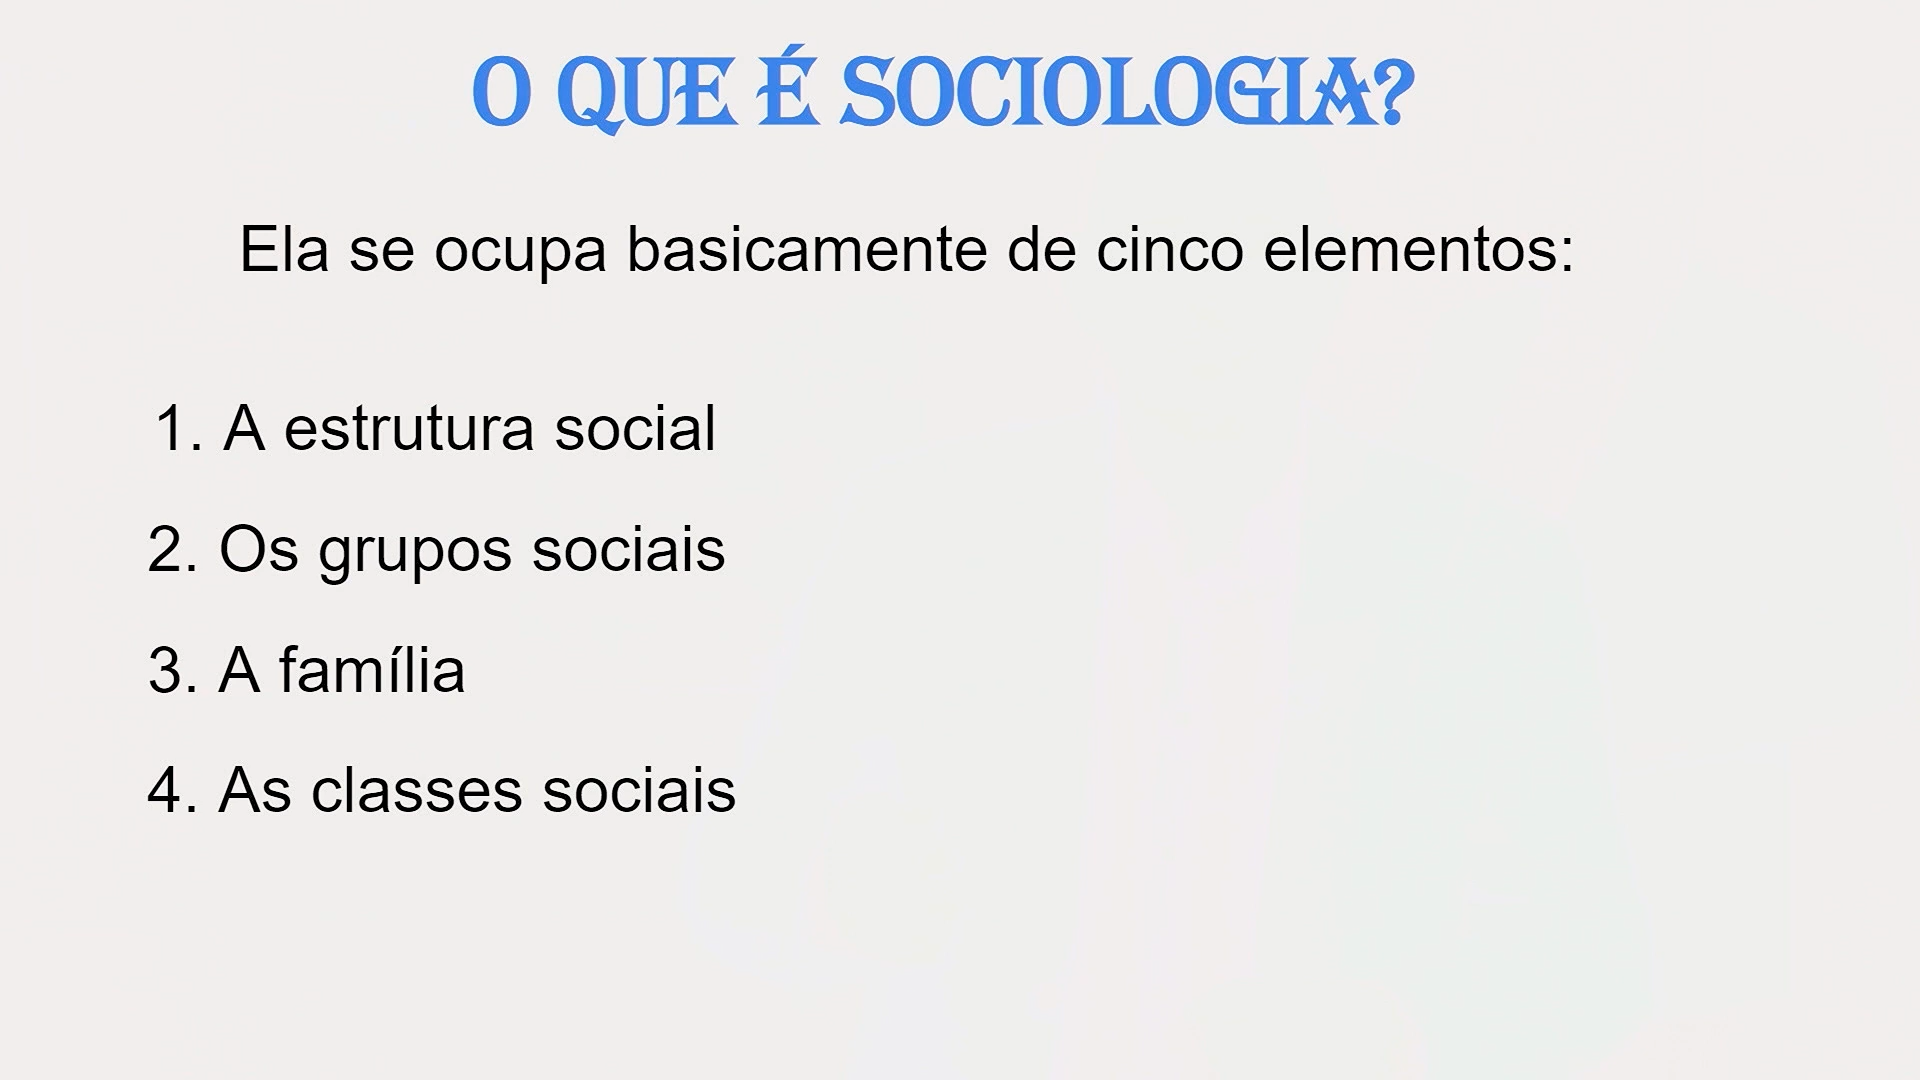 O QUE É SOCIOLOGIA?
Ela se ocupa basicamente de cinco elementos:
1. A estrutura social
2. Os grupos sociais
3. A família
4. As classes sociais